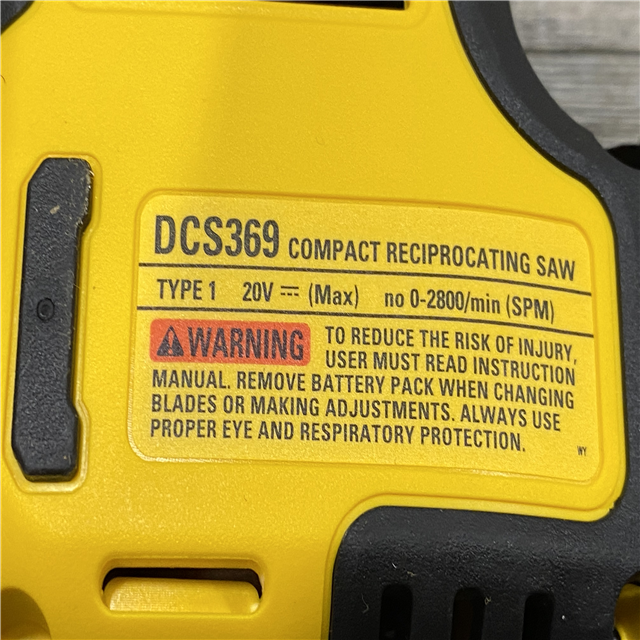 DCS369 COMPACT RECIPROCATING SAW
TYPE 1 20V ⎓ (Max) no 0-2800/min (SPM)
⚠WARNING TO REDUCE THE RISK OF INJURY,
USER MUST READ INSTRUCTION
MANUAL. REMOVE BATTERY PACK WHEN CHANGING
BLADES OR MAKING ADJUSTMENTS. ALWAYS USE
PROPER EYE AND RESPIRATORY PROTECTION.
WY